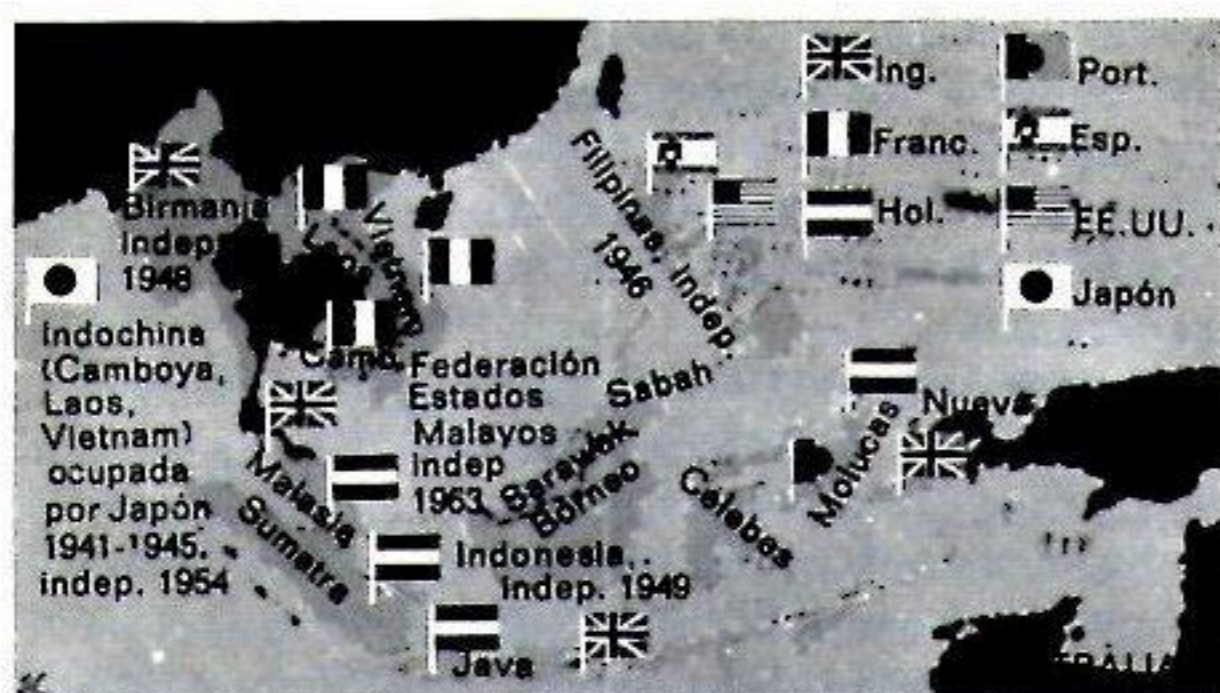 Ing.
Port.
Franc.
Esp.
Hol.
EE.UU.
Japón
Birmania
Indep.
1948
Laos
Vietnam
Camb.
Filipinas, Indep.
1946
Indochina
(Camboya,
Laos,
Vietnam)
ocupada
por Japón
1941-1945.
indep. 1954
Federación
Estados
Malayos
Indep
1963
Sabah
Sarawak
Borneo
Malasia
Sumatra
Célebes
Molucas
Nueva
Indonesia,
Indep. 1949
Java